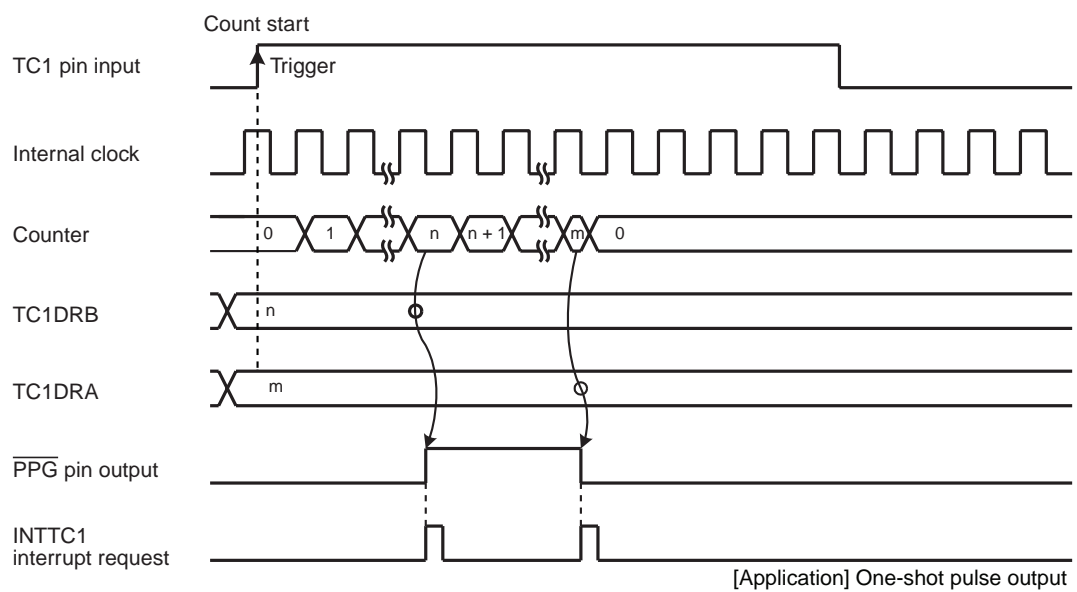 Count start
TC1 pin input
Trigger
Internal clock
Counter
0 1 n n + 1 m 0
TC1DRB
n
TC1DRA
m
PPG pin output
INTTC1
interrupt request
[Application] One-shot pulse output